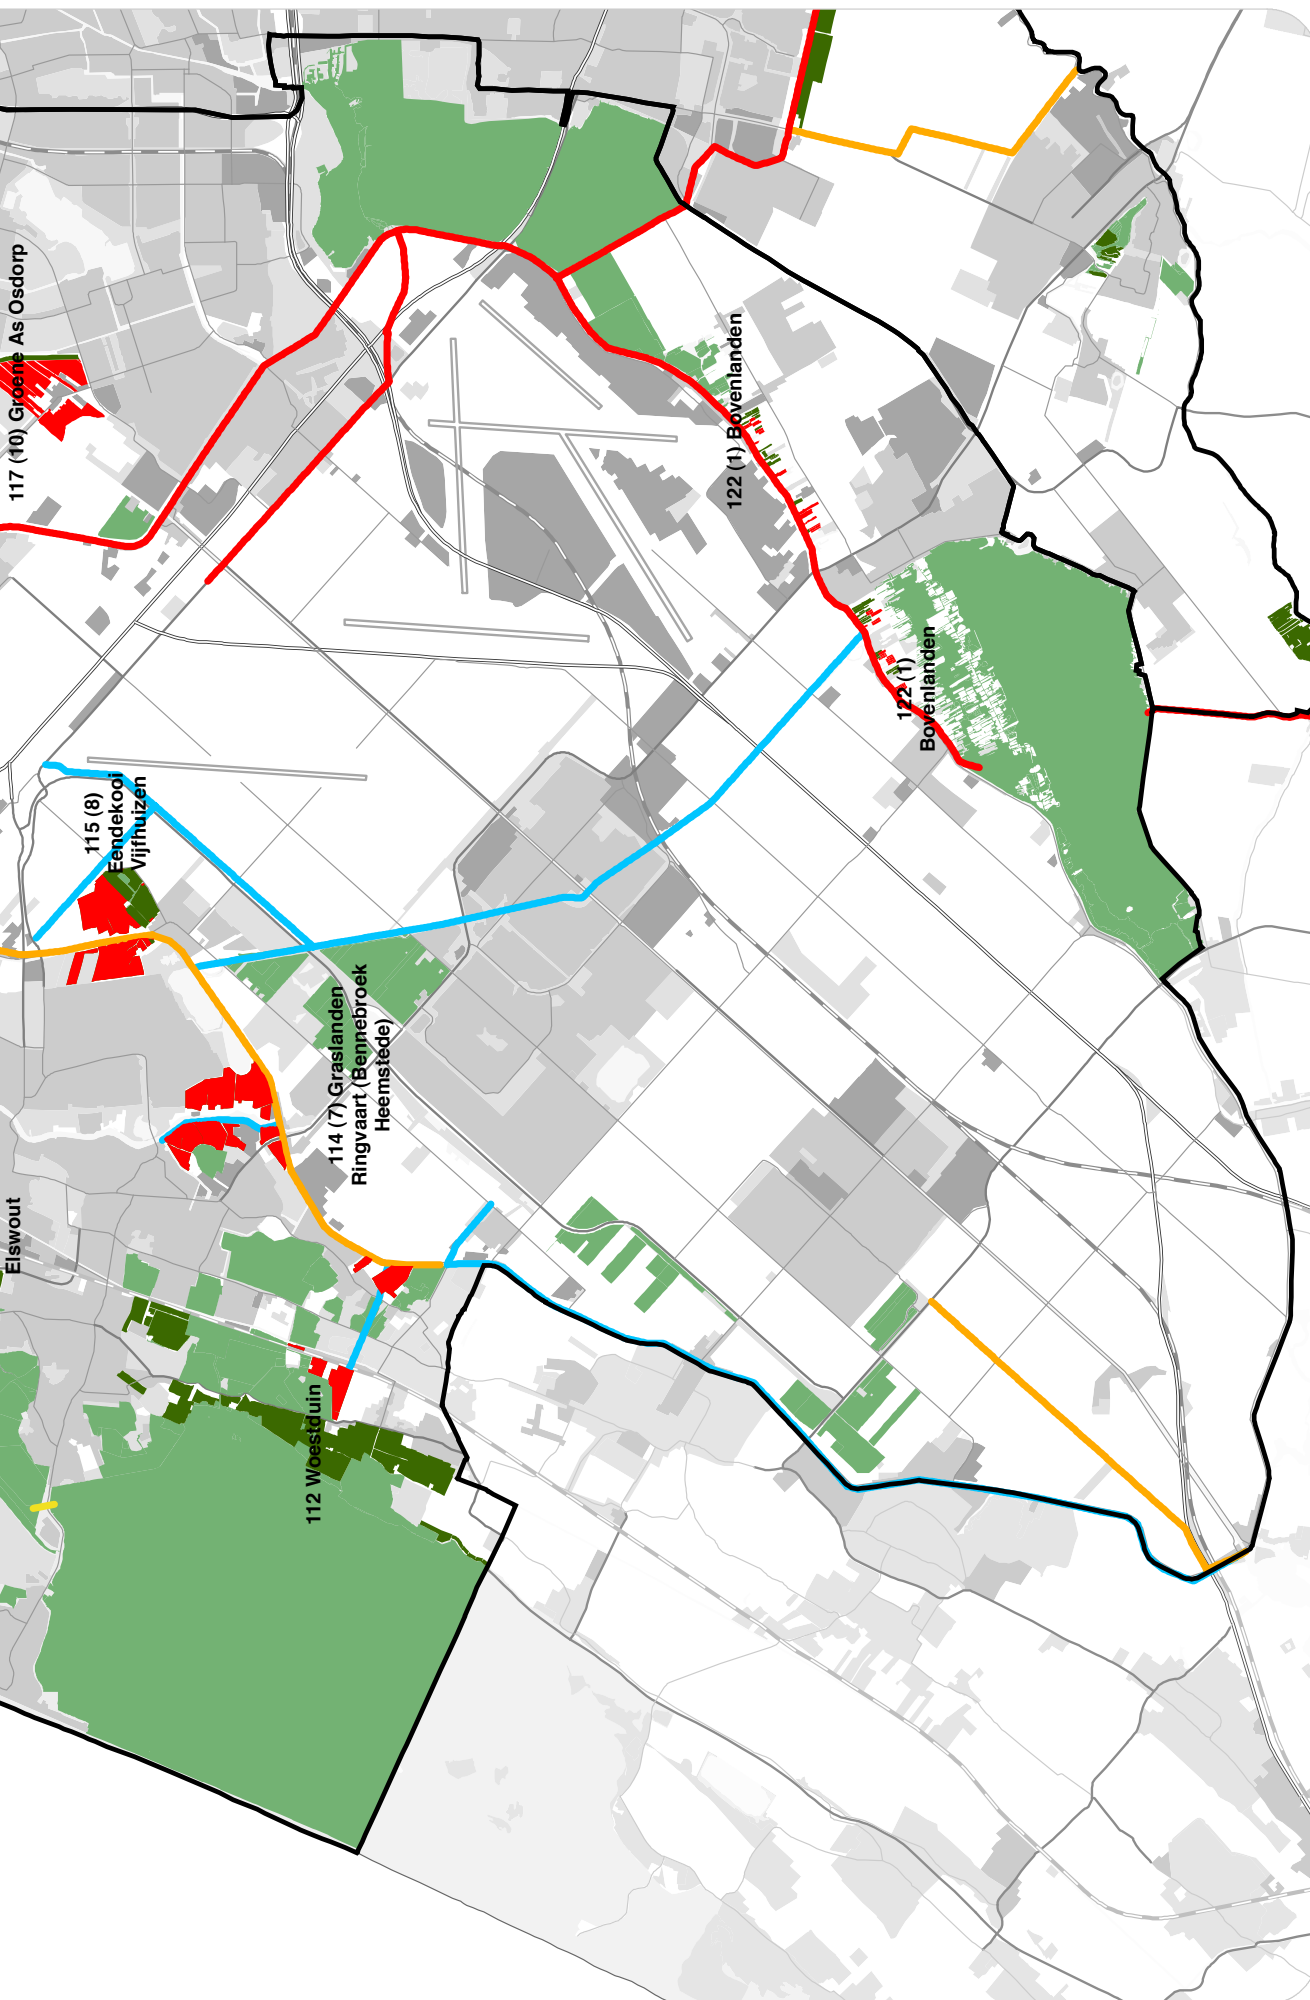 117 (10) Groene As Osdorp
122 (1) Bovenlanden
122 (1)
Bovenlanden
115 (8)
Eendekooi
Vijfhuizen
114 (7) Graslanden
Ringvaart (Bennebroek
Heemstede)
Elswout
112 Woestduin